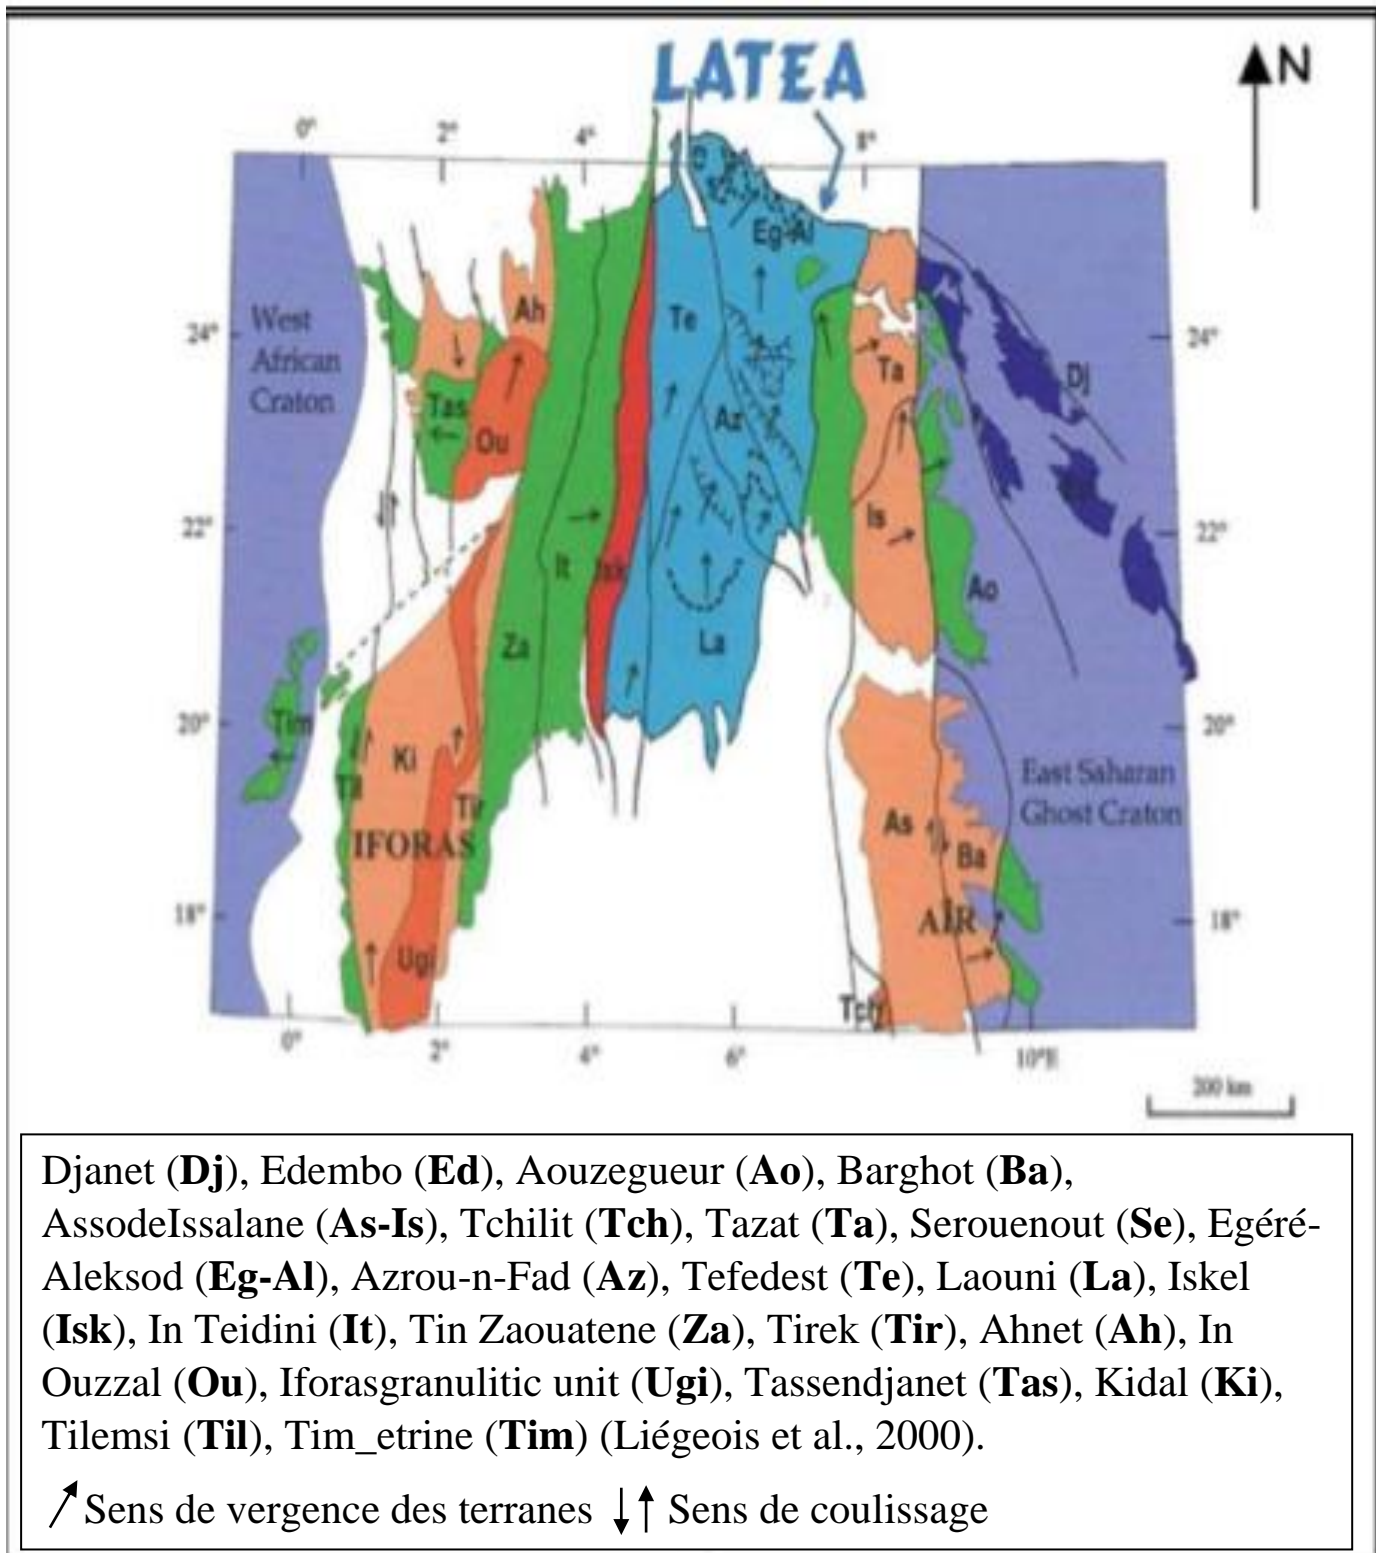 LATEA
N
0° 2° 4° 8°
Eg-Al
West
African
Craton
24° Ah Te Ta 24°
Dj
Tas
Ou
Az
22° Is 22°
It Isk
Ao
Za La
Tim
20° 20°
Ki
Til
Tir
East Saharan
Ghost Craton
IFORAS
As
Ba
18° AÏR 18°
Ugi
Tch
0° 2° 4° 6° 10°E
200 km
Djanet (Dj), Edembo (Ed), Aouzegueur (Ao), Barghot (Ba),
AssodeIssalane (As-Is), Tchilit (Tch), Tazat (Ta), Serouenout (Se), Egéré-
Aleksod (Eg-Al), Azrou-n-Fad (Az), Tefedest (Te), Laouni (La), Iskel
(Isk), In Teidini (It), Tin Zaouatene (Za), Tirek (Tir), Ahnet (Ah), In
Ouzzal (Ou), Iforasgranulitic unit (Ugi), Tassendjanet (Tas), Kidal (Ki),
Tilemsi (Til), Tim_etrine (Tim) (Liégeois et al., 2000).
Sens de vergence des terranes Sens de coulissage